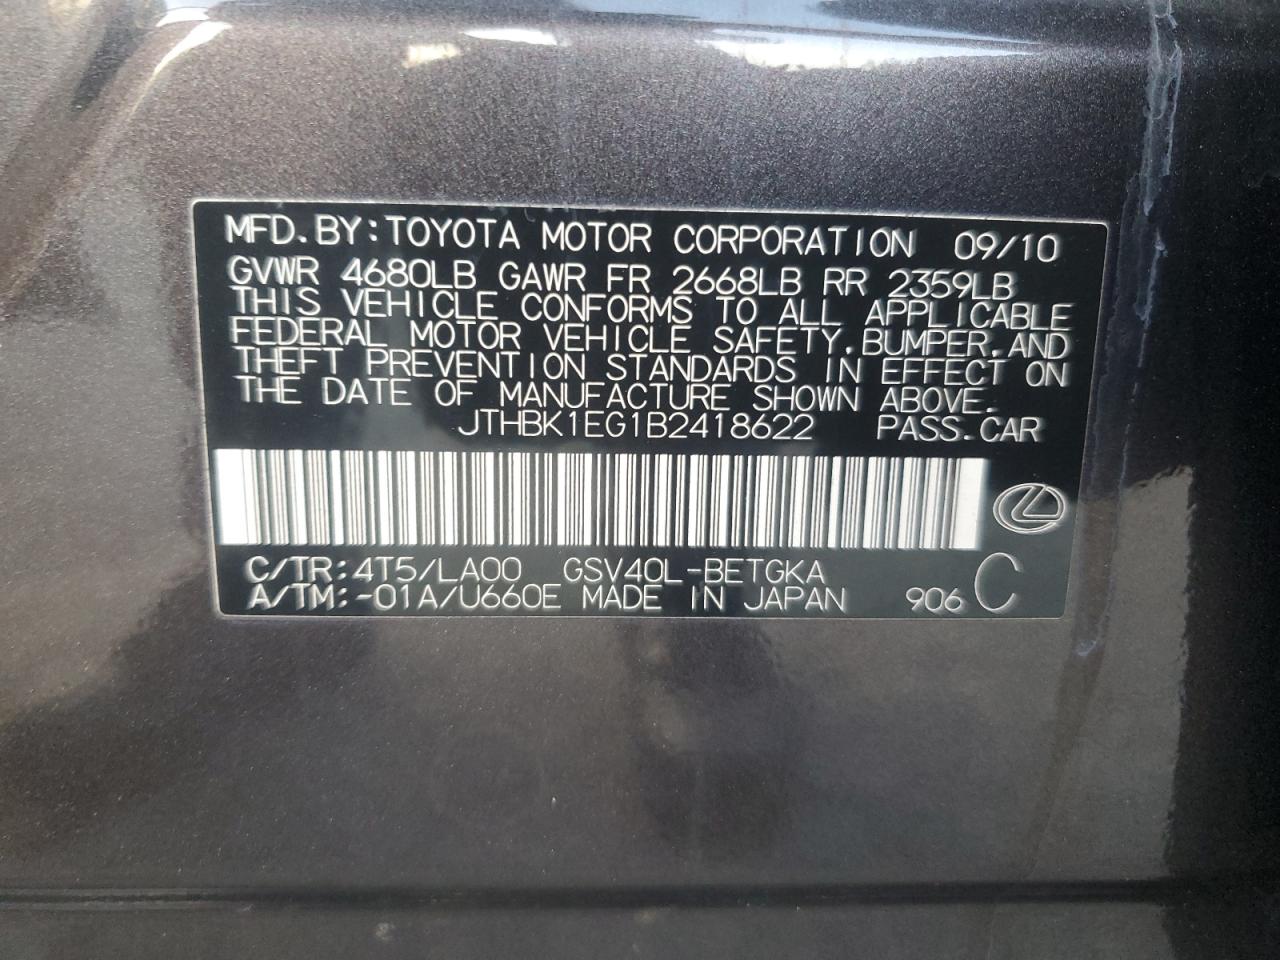 MFD.BY:TOYOTA MOTOR CORPORATION 09/10
GVWR 4680LB GAWR FR 2668LB RR 2359LB
THIS VEHICLE CONFORMS TO ALL APPLICABLE
FEDERAL MOTOR VEHICLE SAFETY,BUMPER,AND
THEFT PREVENTION STANDARDS IN EFFECT ON
THE DATE OF MANUFACTURE SHOWN ABOVE.
JTHBK1EG1B2418622 PASS.CAR
C/TR:4T5/LA00 GSV40L-BETGKA
A/TM:-01A/U660E MADE IN JAPAN 906 C